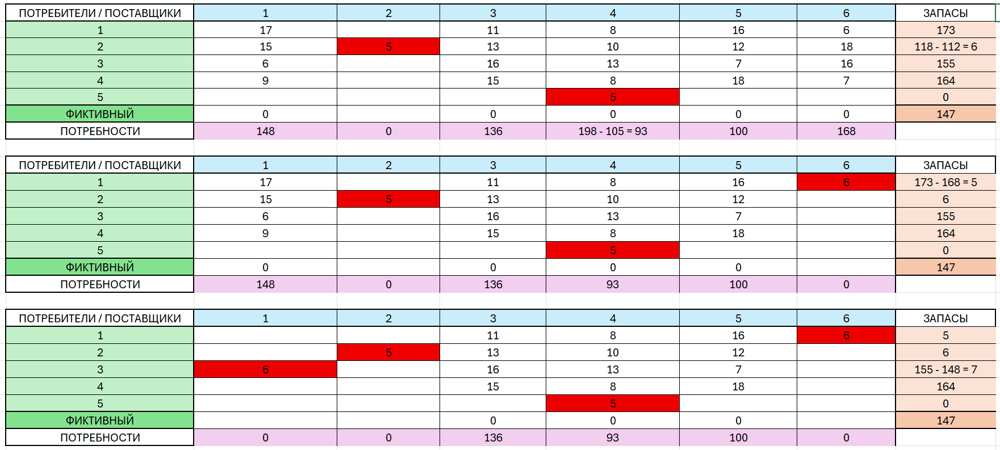 ПОТРЕБИТЕЛИ / ПОСТАВЩИКИ 1 2 3 4 5 6 ЗАПАСЫ
1 17 11 8 16 6 173
2 15 5 13 10 12 18 118 - 112 = 6
3 6 16 13 7 16 155
4 9 15 8 18 7 164
5 5 0
ФИКТИВНЫЙ 0 0 0 0 0 147
ПОТРЕБНОСТИ 148 0 136 198 - 105 = 93 100 168
ПОТРЕБИТЕЛИ / ПОСТАВЩИКИ 1 2 3 4 5 6 ЗАПАСЫ
1 17 11 8 16 6 173 - 168 = 5
2 15 5 13 10 12 6
3 6 16 13 7 155
4 9 15 8 18 164
5 5 0
ФИКТИВНЫЙ 0 0 0 0 147
ПОТРЕБНОСТИ 148 0 136 93 100 0
ПОТРЕБИТЕЛИ / ПОСТАВЩИКИ 1 2 3 4 5 6 ЗАПАСЫ
1 11 8 16 6 5
2 5 13 10 12 6
3 6 16 13 7 155 - 148 = 7
4 15 8 18 164
5 5 0
ФИКТИВНЫЙ 0 0 0 147
ПОТРЕБНОСТИ 0 0 136 93 100 0